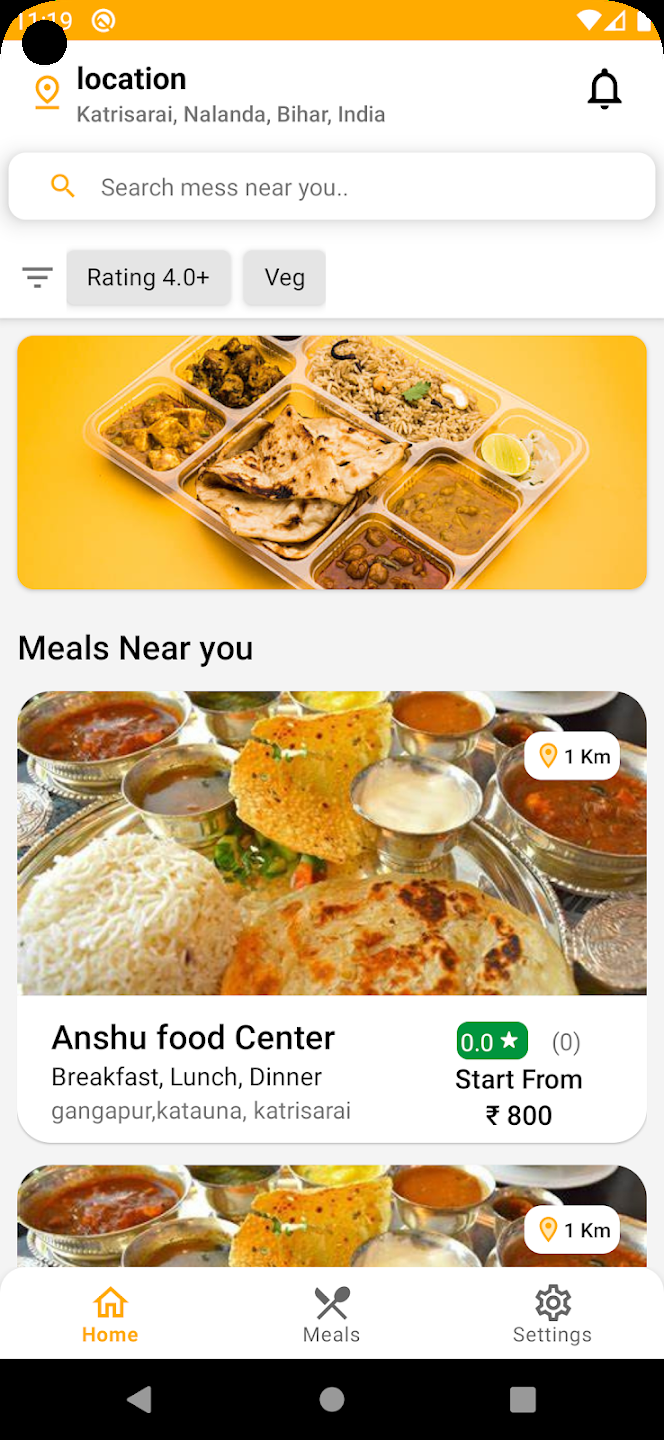 11:19
location
Katrisarai, Nalanda, Bihar, India
Search mess near you..
Rating 4.0+
Veg
Meals Near you
1 Km
Anshu food Center
0.0 ★ (0)
Breakfast, Lunch, Dinner
Start From
gangapur,katauna, katrisarai
₹ 800
1 Km
Home
Meals
Settings